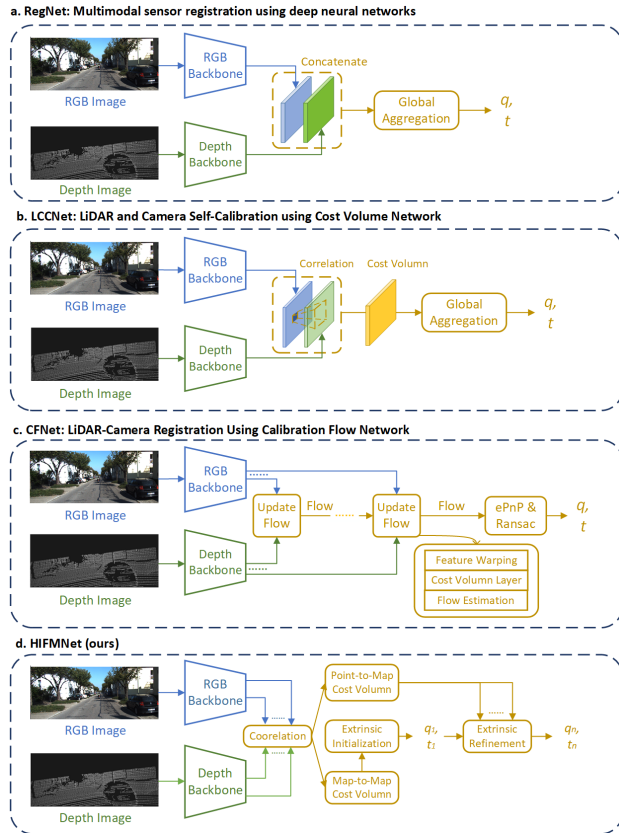 a. RegNet: Multimodal sensor registration using deep neural networks
RGB Image
RGB
Backbone
Concatenate
Global
Aggregation
q,
t
Depth Image
Depth
Backbone
b. LCCNet: LiDAR and Camera Self-Calibration using Cost Volume Network
RGB Image
RGB
Backbone
Correlation
Cost Volumn
Global
Aggregation
q,
t
Depth Image
Depth
Backbone
c. CFNet: LiDAR-Camera Registration Using Calibration Flow Network
RGB Image
RGB
Backbone
......
Update
Flow
Flow
......
Update
Flow
Flow
ePnP &
Ransac
q,
t
Depth Image
Depth
Backbone
......
Feature Warping
Cost Volumn Layer
Flow Estimation
d. HIFMNet (ours)
RGB Image
RGB
Backbone
......
Coorelation
......
Point-to-Map
Cost Volumn
......
Extrinsic
Initialization
q₁,
t₁
Extrinsic
Refinement
qₙ,
tₙ
Map-to-Map
Cost Volumn
Depth Image
Depth
Backbone